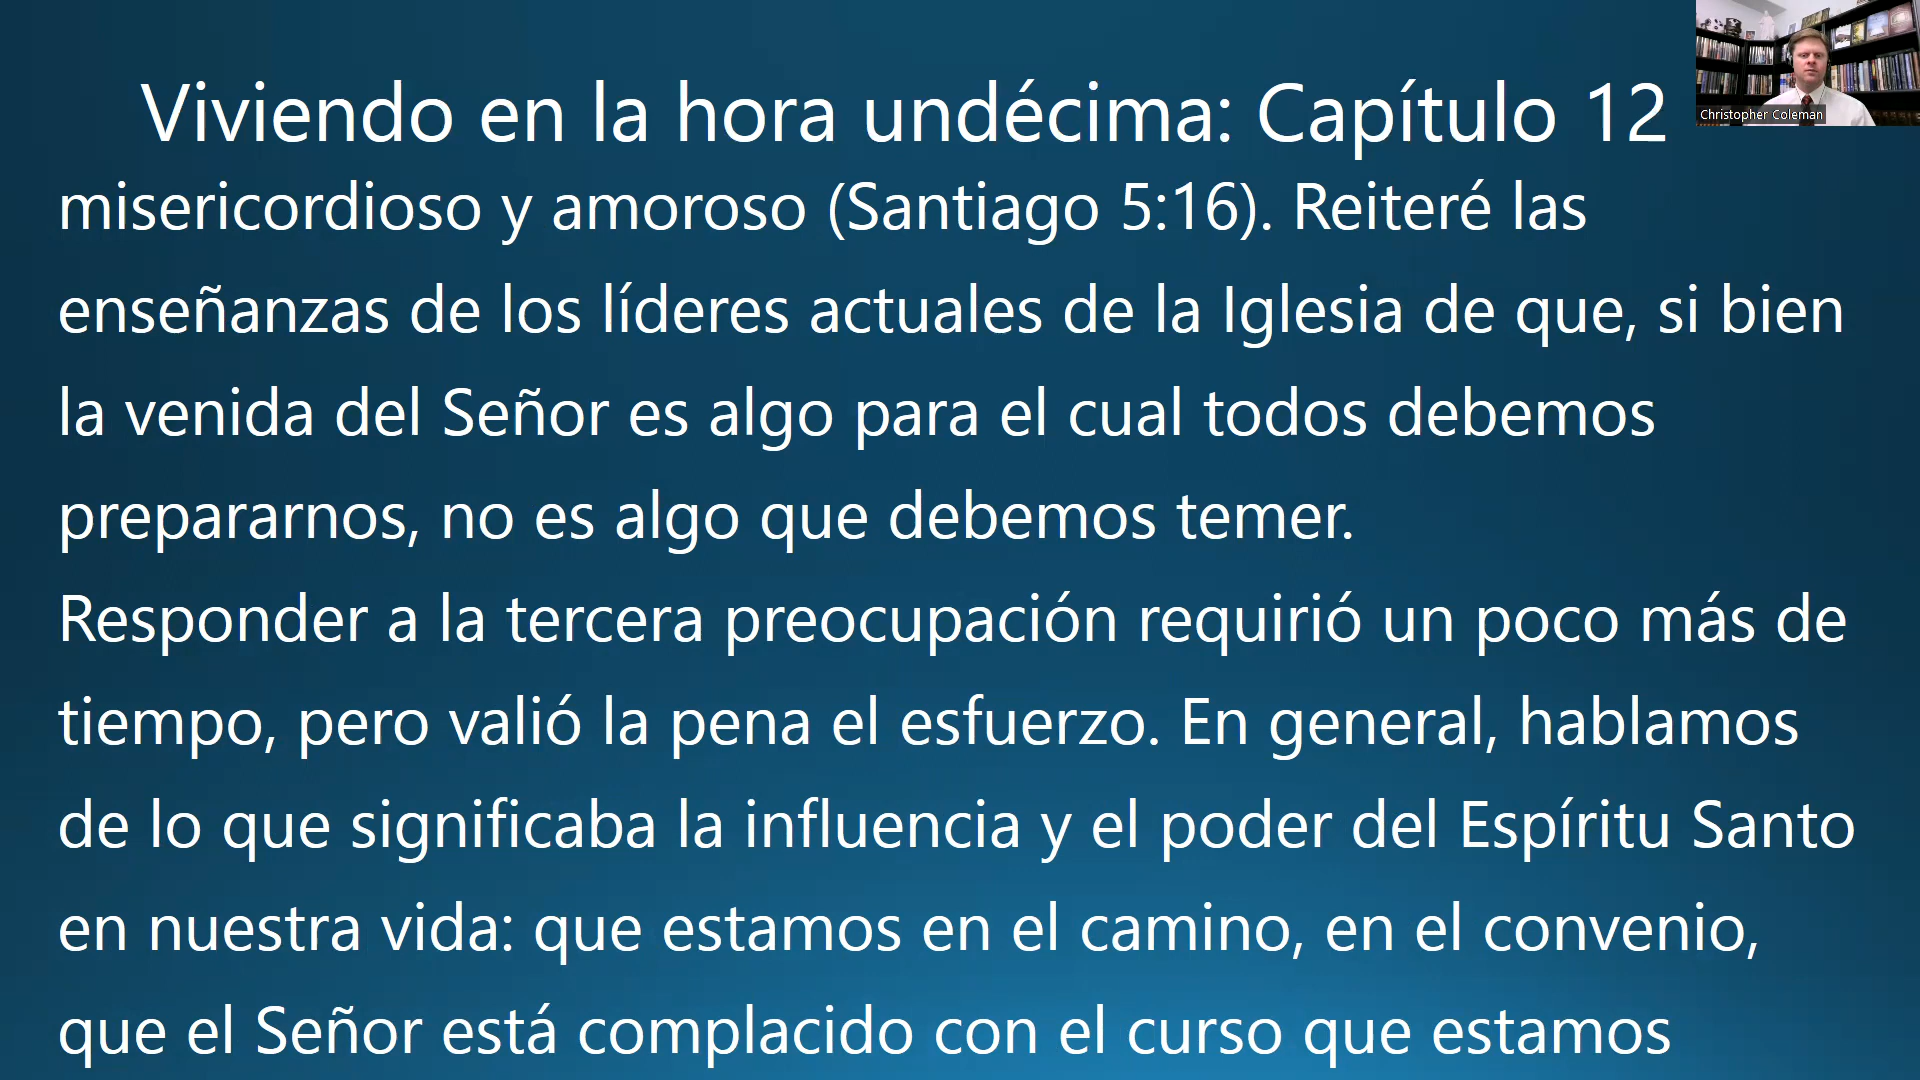 Viviendo en la hora undécima: Capítulo 12
Christopher Coleman
misericordioso y amoroso (Santiago 5:16). Reiteré las
enseñanzas de los líderes actuales de la Iglesia de que, si bien
la venida del Señor es algo para el cual todos debemos
prepararnos, no es algo que debemos temer.
Responder a la tercera preocupación requirió un poco más de
tiempo, pero valió la pena el esfuerzo. En general, hablamos
de lo que significaba la influencia y el poder del Espíritu Santo
en nuestra vida: que estamos en el camino, en el convenio,
que el Señor está complacido con el curso que estamos